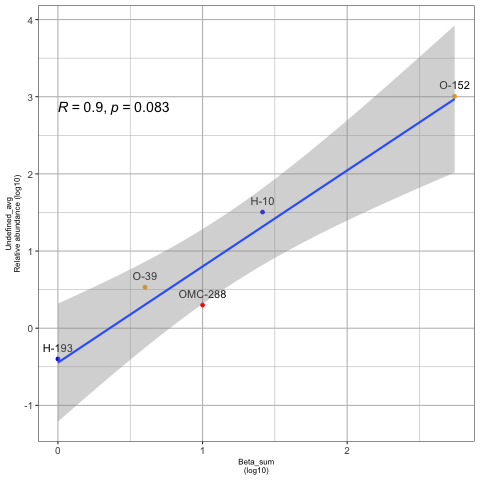 4
O-152
3
R = 0.9, p = 0.083
2
H-10
1
O-39
OMC-288
0
H-193
-1
Undefined_avg
Relative abundance (log10)
0 1 2
Beta_sum
(log10)